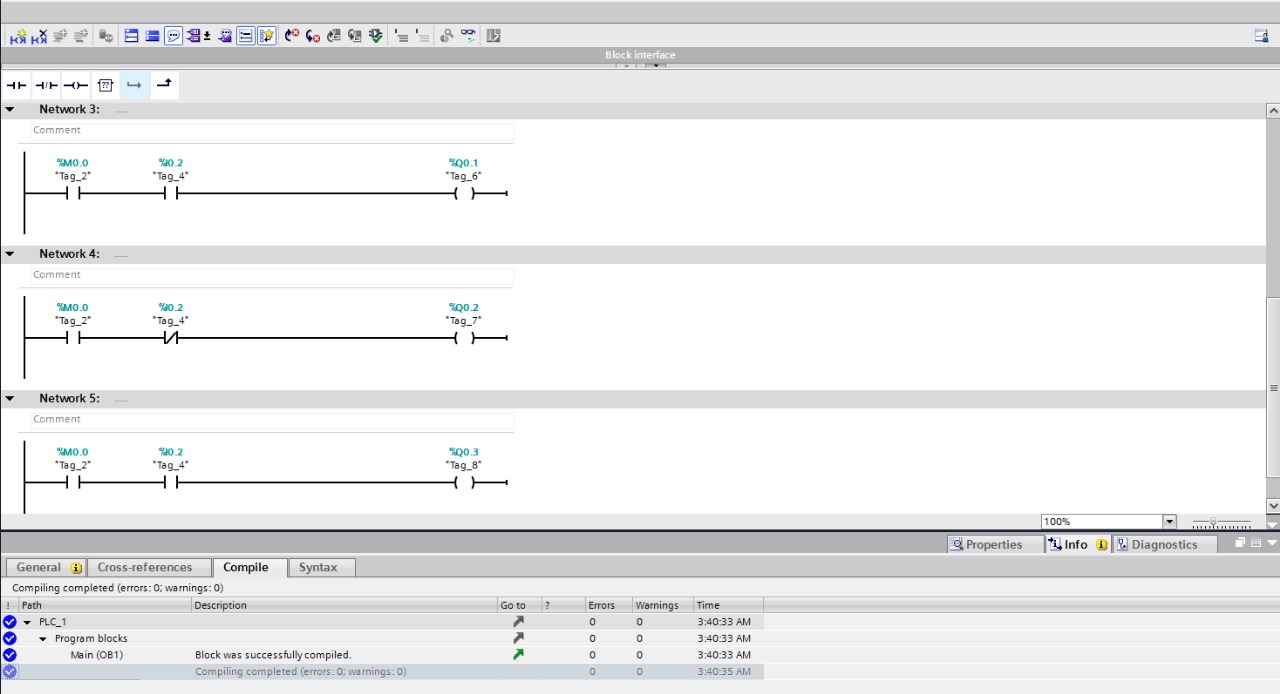 Block interface
??
Network 3: .....
Comment
%M0.0 %I0.2 %Q0.1
"Tag_2" "Tag_4" "Tag_6"
Network 4: .....
Comment
%M0.0 %I0.2 %Q0.2
"Tag_2" "Tag_4" "Tag_7"
Network 5: .....
Comment
%M0.0 %I0.2 %Q0.3
"Tag_2" "Tag_4" "Tag_8"
100%
Properties Info Diagnostics
General Cross-references Compile Syntax
Compiling completed (errors: 0; warnings: 0)
! Path Description Go to ? Errors Warnings Time
PLC_1 0 0 3:40:33 AM
Program blocks 0 0 3:40:33 AM
Main (OB1) Block was successfully compiled. 0 0 3:40:33 AM
Compiling completed (errors: 0; warnings: 0) 0 0 3:40:35 AM